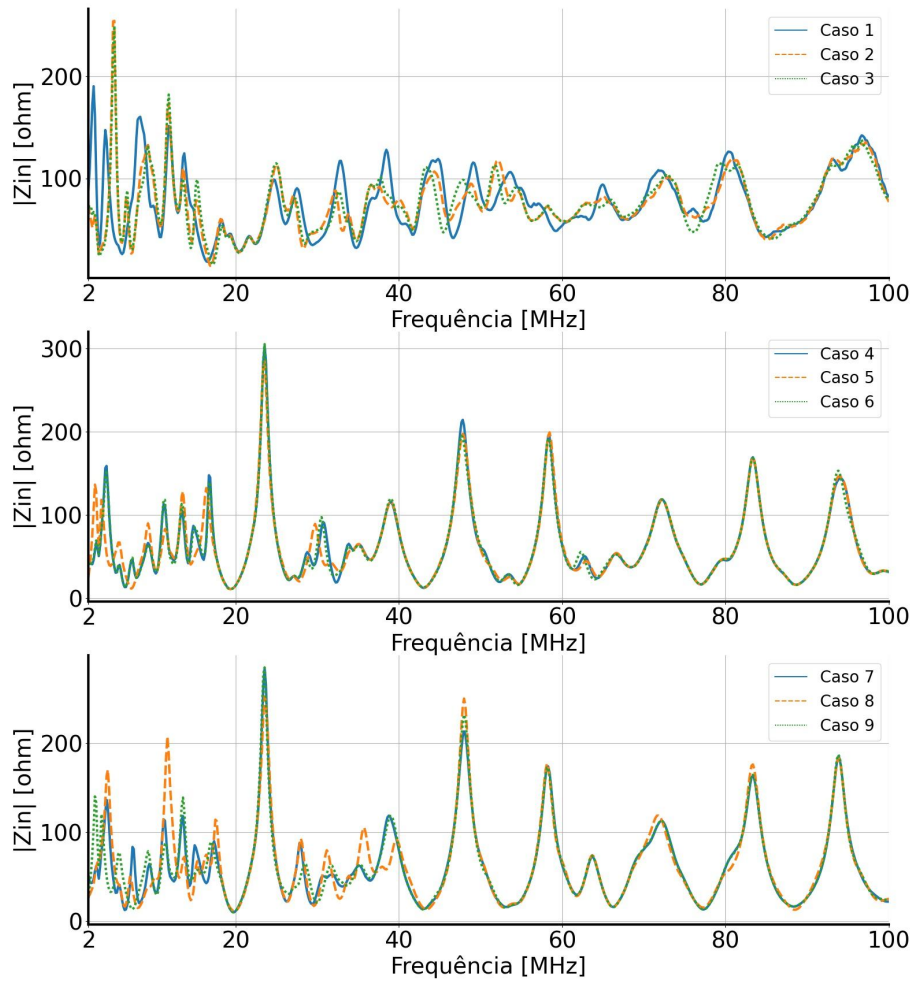 |Zin| [ohm]
200
100
Caso 1
Caso 2
Caso 3
2 20 40 60 80 100
Frequência [MHz]
|Zin| [ohm]
300
200
100
0
Caso 4
Caso 5
Caso 6
2 20 40 60 80 100
Frequência [MHz]
|Zin| [ohm]
200
100
0
Caso 7
Caso 8
Caso 9
2 20 40 60 80 100
Frequência [MHz]